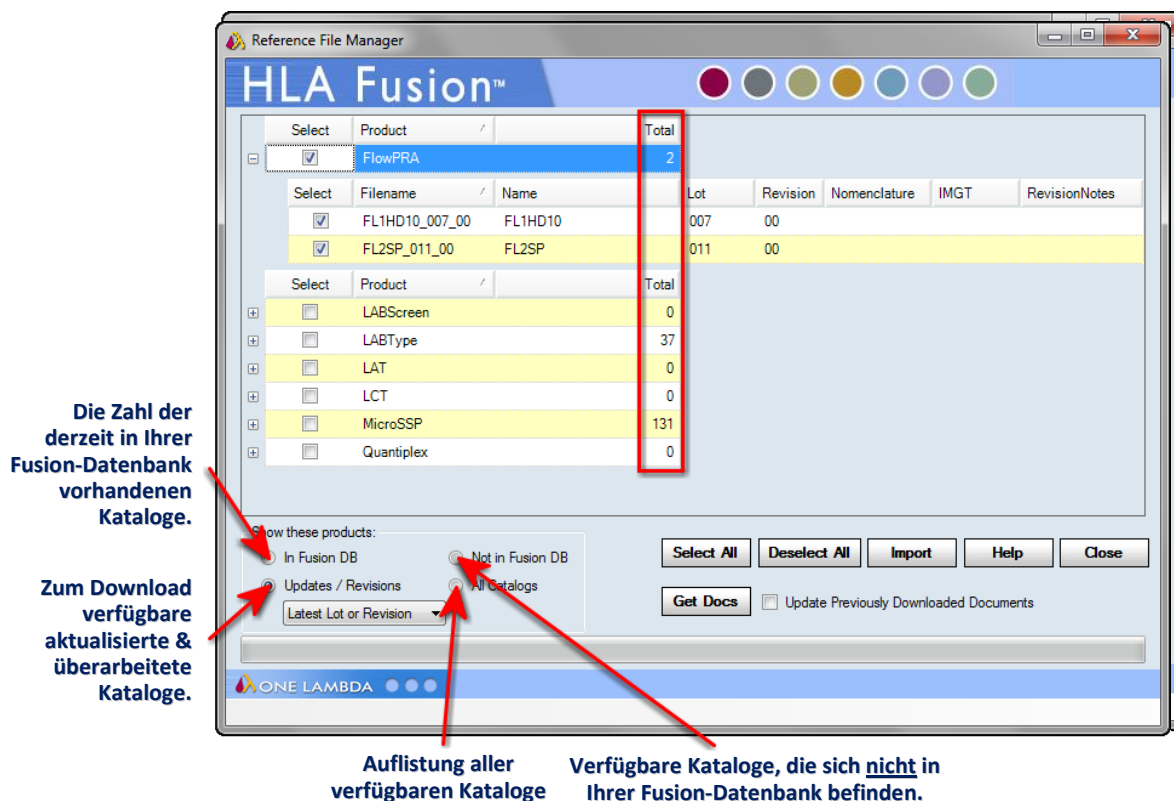 Reference File Manager
HLA Fusion™
Select Product Total
FlowPRA 2
Select Filename Name Lot Revision Nomenclature IMGT RevisionNotes
FL1HD10_007_00 FL1HD10 007 00
FL2SP_011_00 FL2SP 011 00
Select Product Total
LABScreen 0
LABType 37
LAT 0
LCT 0
MicroSSP 131
Quantiplex 0
Die Zahl der
derzeit in Ihrer
Fusion-Datenbank
vorhandenen
Kataloge.
Show these products:
In Fusion DB Not in Fusion DB
Updates / Revisions All Catalogs
Latest Lot or Revision
Select All Deselect All Import Help Close
Get Docs Update Previously Downloaded Documents
Zum Download
verfügbare
aktualisierte &
überarbeitete
Kataloge.
ONE LAMBDA
Auflistung aller
verfügbaren Kataloge
Verfügbare Kataloge, die sich nicht in
Ihrer Fusion-Datenbank befinden.